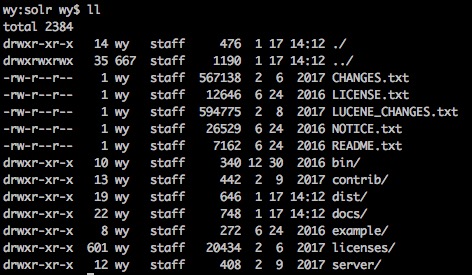 wy:solr wy$ ll
total 2384
drwxr-xr-x 14 wy staff 476 1 17 14:12 ./
drwxrwxrwx 35 667 staff 1190 1 17 14:12 ../
-rw-r--r-- 1 wy staff 567138 2 6 2017 CHANGES.txt
-rw-r--r-- 1 wy staff 12646 6 24 2016 LICENSE.txt
-rw-r--r-- 1 wy staff 594775 2 8 2017 LUCENE_CHANGES.txt
-rw-r--r-- 1 wy staff 26529 6 24 2016 NOTICE.txt
-rw-r--r-- 1 wy staff 7162 6 24 2016 README.txt
drwxr-xr-x 10 wy staff 340 12 30 2016 bin/
drwxr-xr-x 13 wy staff 442 2 9 2017 contrib/
drwxr-xr-x 19 wy staff 646 1 17 14:12 dist/
drwxr-xr-x 22 wy staff 748 1 17 14:12 docs/
drwxr-xr-x 8 wy staff 272 6 24 2016 example/
drwxr-xr-x 601 wy staff 20434 2 6 2017 licenses/
drwxr-xr-x 12 wy staff 408 2 9 2017 server/